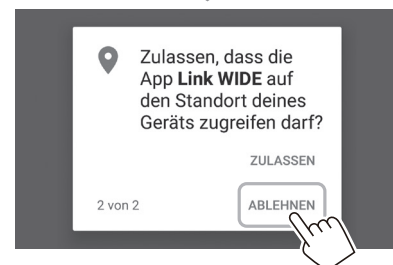 Zulassen, dass die
App Link WIDE auf
den Standort deines
Geräts zugreifen darf?
ZULASSEN
2 von 2
ABLEHNEN